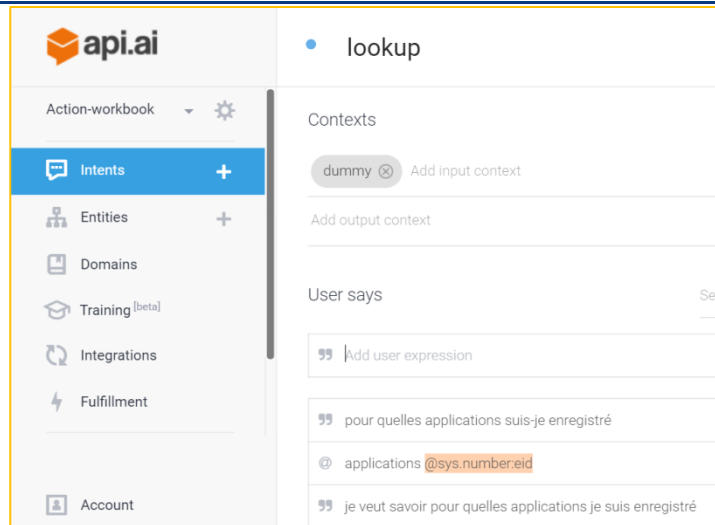 api.ai
lookup
Action-workbook
Contexts
Intents +
dummy Add input context
Entities +
Add output context
Domains
User says
Se
Training [beta]
Integrations
Add user expression
Fulfillment
pour quelles applications suis-je enregistré
@ applications @sys.number:eid
Account
je veut savoir pour quelles applications je suis enregistré